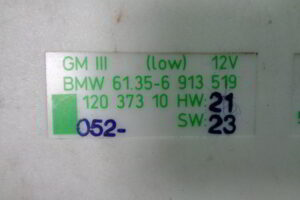 GM III (low) 12V
BMW 61.35-6 913 519
120 373 10 HW: 21
052- SW: 23